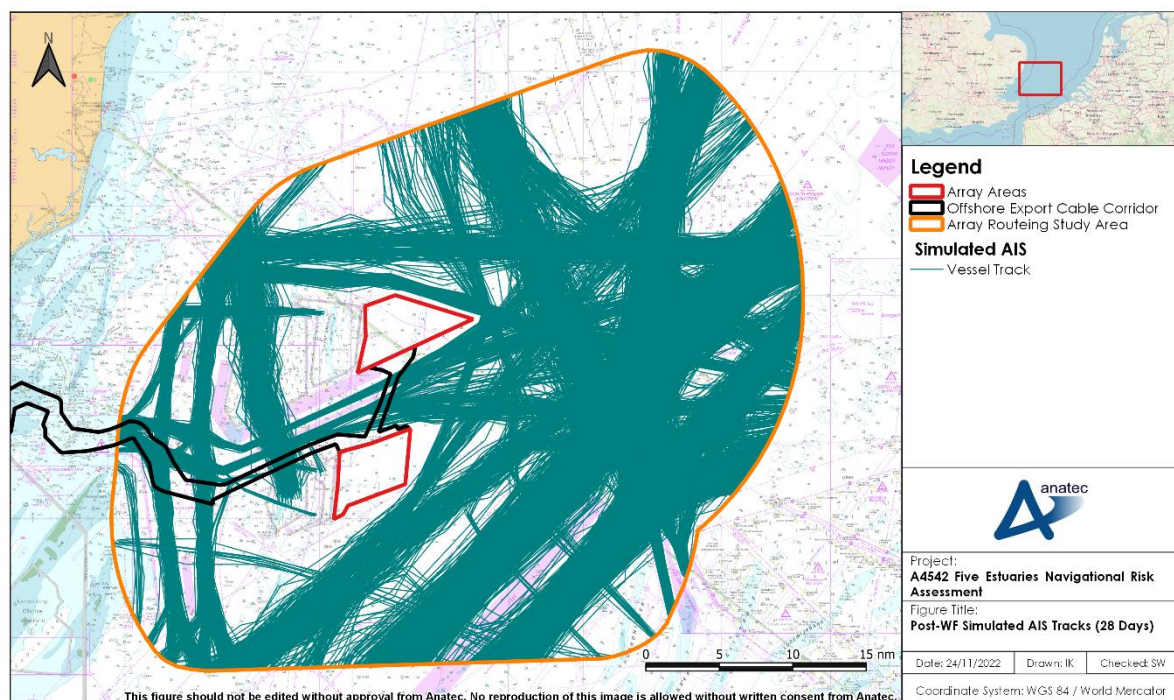 N
Legend
Array Areas
Offshore Export Cable Corridor
Array Routeing Study Area
Simulated AIS
Vessel Track
anatec
Project:
A4542 Five Estuaries Navigational Risk
Assessment
Figure Title:
Post-WF Simulated AIS Tracks (28 Days)
Date: 24/11/2022
Drawn: IK
Checked: SW
Coordinate System: WGS 84 / World Mercator
0 5 10 15 nm
This figure should not be edited without approval from Anatec. No reproduction of this image is allowed without written consent from Anatec.